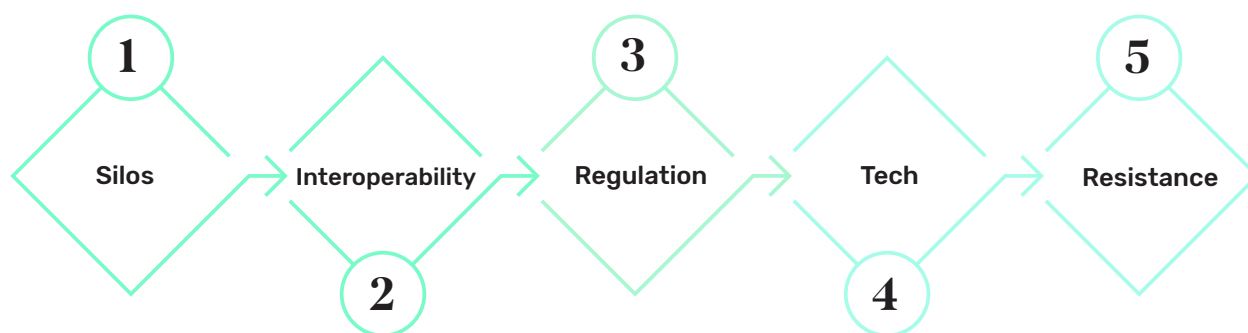 1
Silos
Interoperability
2
3
Regulation
Tech
4
5
Resistance